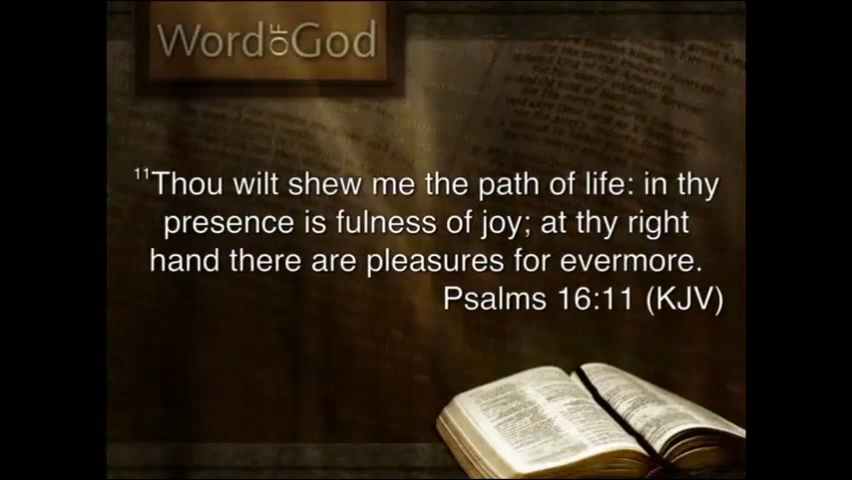 Word OF God
¹¹Thou wilt shew me the path of life: in thy
presence is fulness of joy; at thy right
hand there are pleasures for evermore.
Psalms 16:11 (KJV)